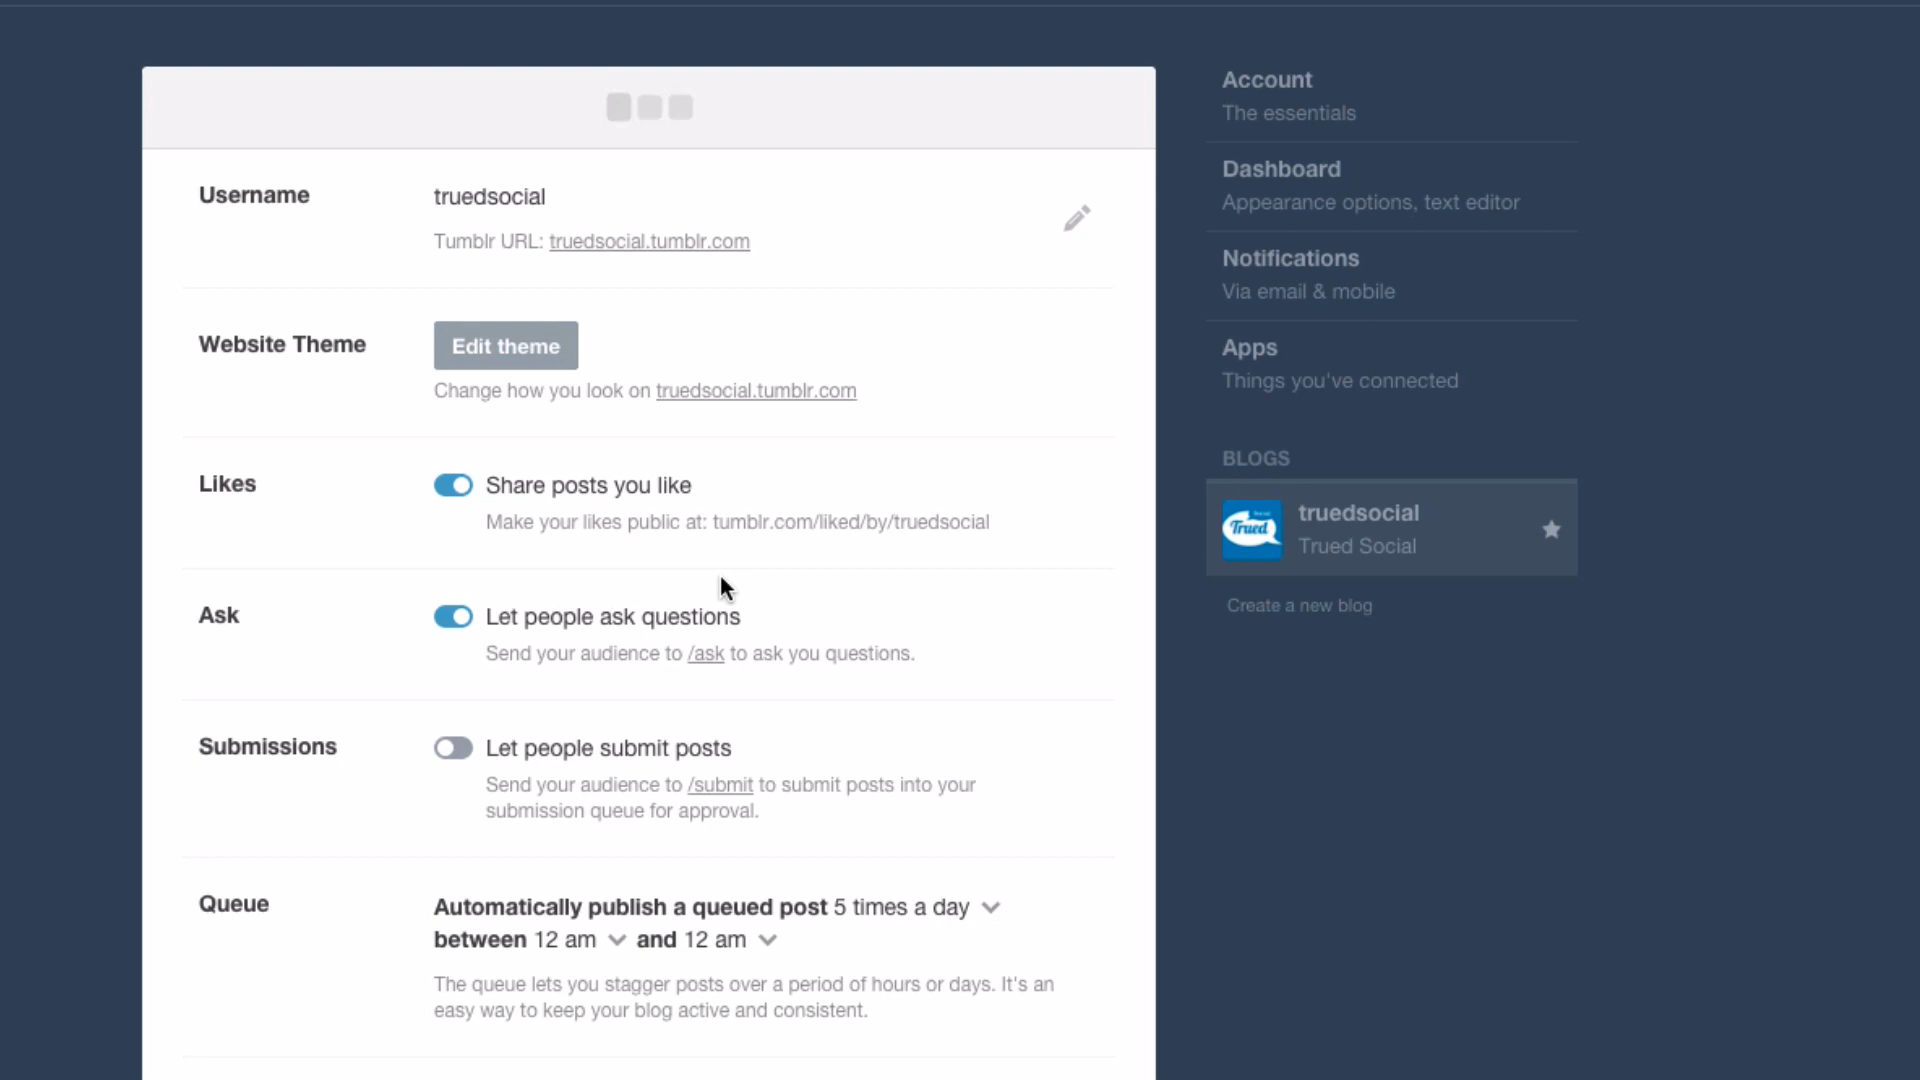 Username
truedsocial
Tumblr URL: truedsocial.tumblr.com
Website Theme
Edit theme
Change how you look on truedsocial.tumblr.com
Likes
Share posts you like
Make your likes public at: tumblr.com/liked/by/truedsocial
Ask
Let people ask questions
Send your audience to /ask to ask you questions.
Submissions
Let people submit posts
Send your audience to /submit to submit posts into your
submission queue for approval.
Queue
Automatically publish a queued post 5 times a day
between 12 am and 12 am
The queue lets you stagger posts over a period of hours or days. It's an
easy way to keep your blog active and consistent.
Account
The essentials
Dashboard
Appearance options, text editor
Notifications
Via email & mobile
Apps
Things you've connected
BLOGS
Trued
truedsocial
Trued Social
Create a new blog